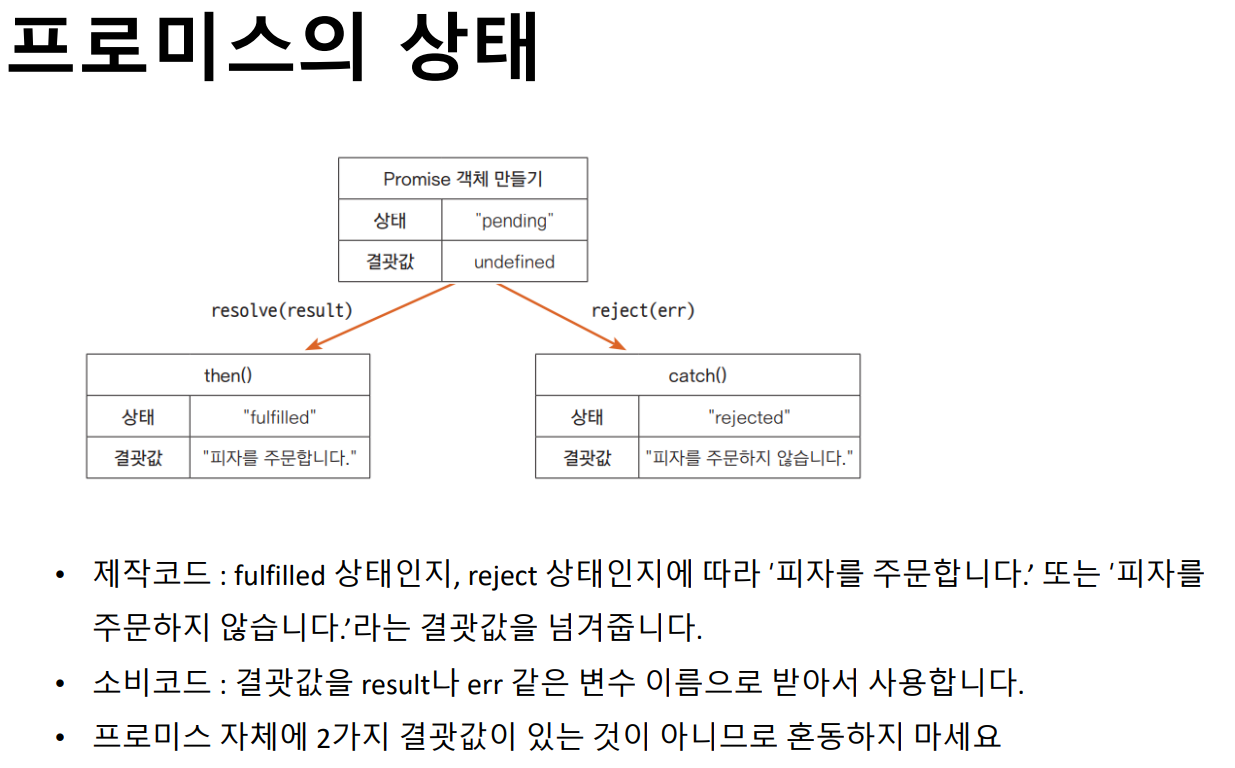 프로미스의 상태
Promise 객체 만들기
상태 "pending"
결괏값 undefined
resolve(result) reject(err)
then() catch()
상태 "fulfilled" 상태 "rejected"
결괏값 "피자를 주문합니다." 결괏값 "피자를 주문하지 않습니다."
• 제작코드 : fulfilled 상태인지, reject 상태인지에 따라 '피자를 주문합니다.’ 또는 '피자를
주문하지 않습니다.’라는 결괏값을 넘겨줍니다.
• 소비코드 : 결괏값을 result나 err 같은 변수 이름으로 받아서 사용합니다.
• 프로미스 자체에 2가지 결괏값이 있는 것이 아니므로 혼동하지 마세요